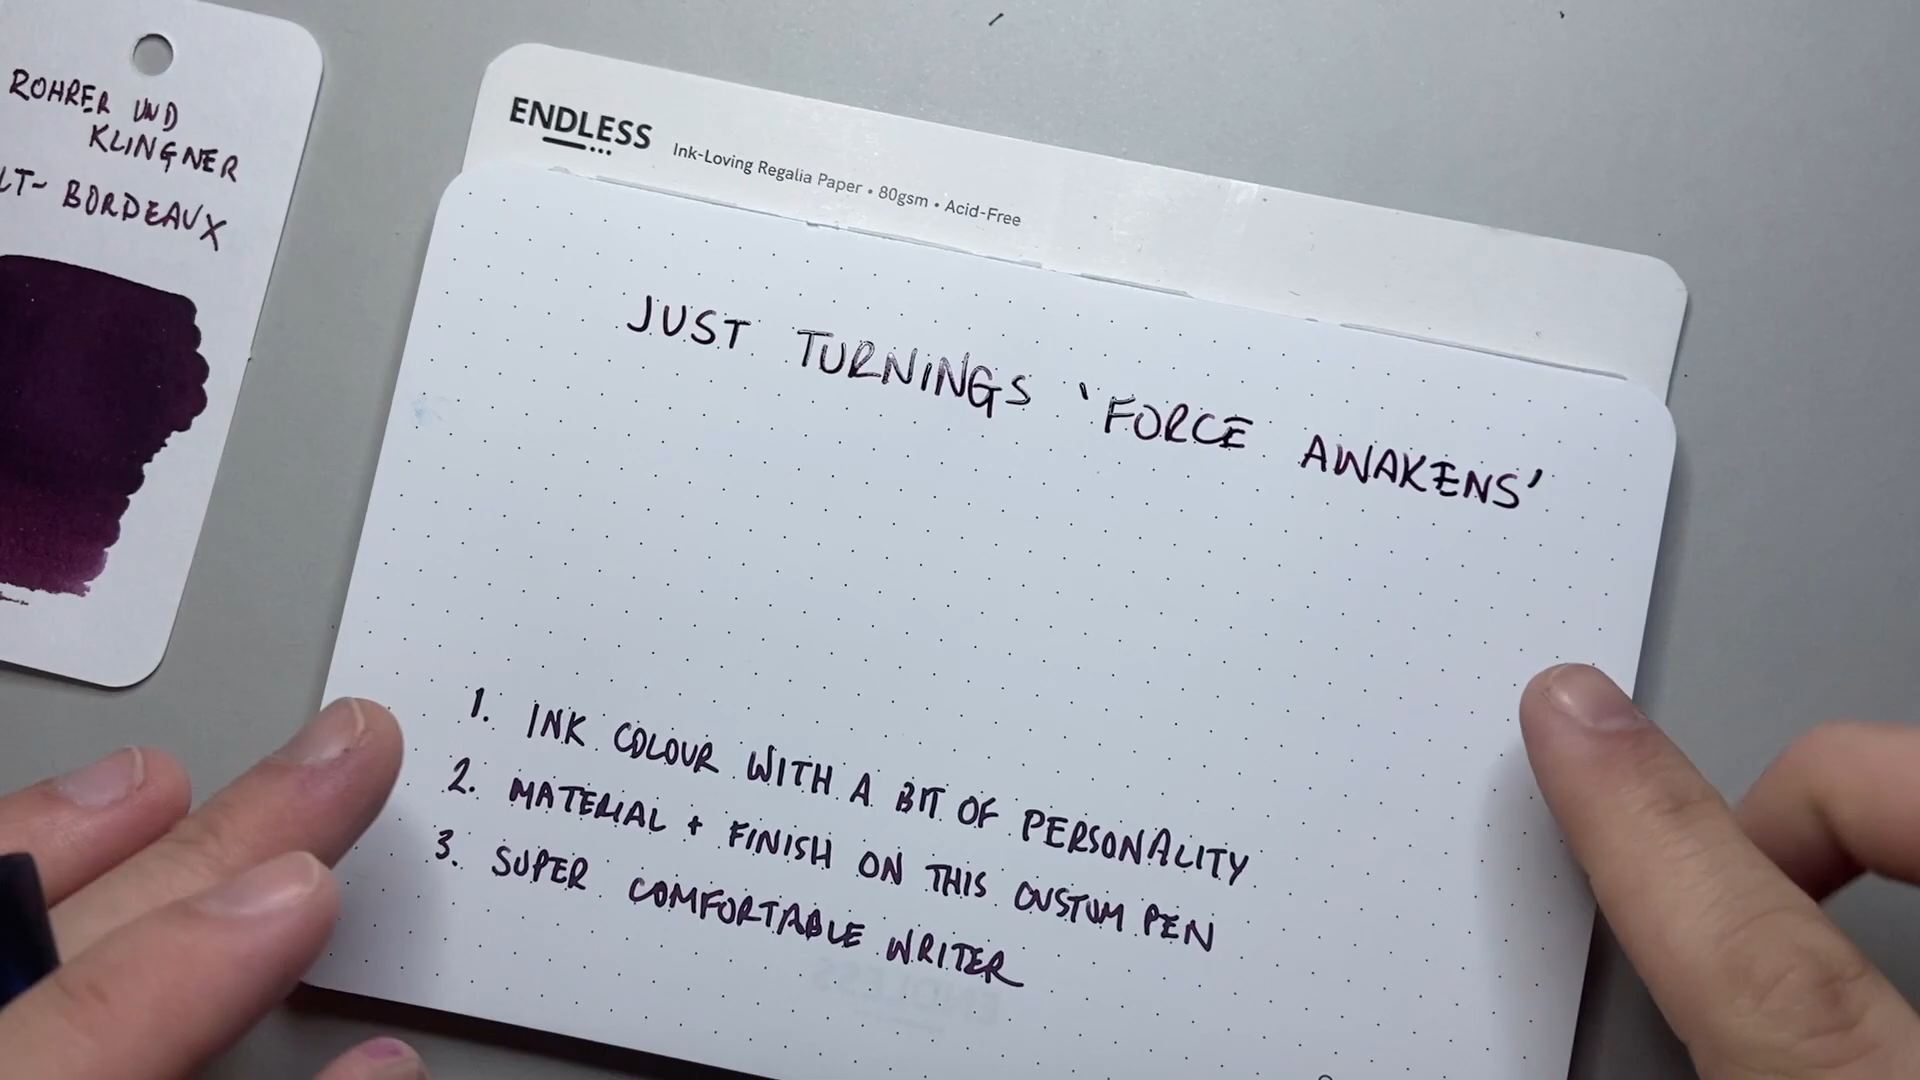 ROHRER UND
KLINGNER
LT- BORDEAUX
ENDLESS
Ink-Loving Regalia Paper • 80gsm • Acid-Free
JUST TURNINGS 'FORCE AWAKENS'
1. INK COLOUR WITH A BIT OF PERSONALITY
2. MATERIAL + FINISH ON THIS CUSTOM PEN
3. SUPER COMFORTABLE WRITER
ENDLESS